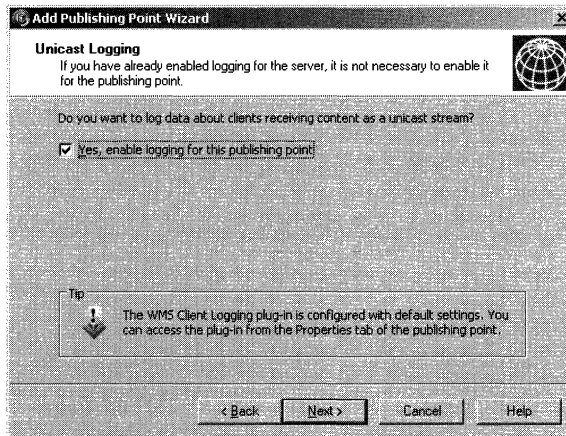 Add Publishing Point Wizard
Unicast Logging
If you have already enabled logging for the server, it is not necessary to enable it
for the publishing point.
Do you want to log data about clients receiving content as a unicast stream?
Yes, enable logging for this publishing point
Tip
The WMS Client Logging plug-in is configured with default settings. You
can access the plug-in from the Properties tab of the publishing point.
< Back
Next >
Cancel
Help